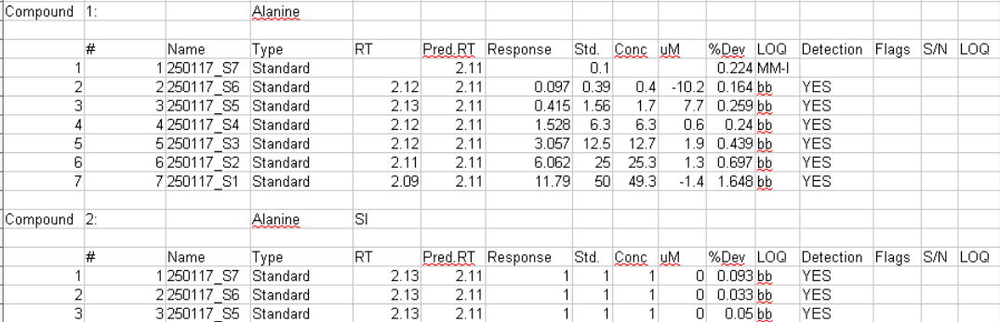 Compound 1: Alanine
# Name Type RT Pred.RT Response Std. Conc uM %Dev LOQ Detection Flags S/N LOQ
1 1 250117_S7 Standard 2.11 0.1 0.224 MM-I
2 2 250117_S6 Standard 2.12 2.11 0.097 0.39 0.4 -10.2 0.164 bb YES
3 3 250117_S5 Standard 2.13 2.11 0.415 1.56 1.7 7.7 0.259 bb YES
4 4 250117_S4 Standard 2.12 2.11 1.528 6.3 6.3 0.6 0.24 bb YES
5 5 250117_S3 Standard 2.12 2.11 3.057 12.5 12.7 1.9 0.439 bb YES
6 6 250117_S2 Standard 2.11 2.11 6.062 25 25.3 1.3 0.697 bb YES
7 7 250117_S1 Standard 2.09 2.11 11.79 50 49.3 -1.4 1.648 bb YES
Compound 2: Alanine SI
# Name Type RT Pred.RT Response Std. Conc uM %Dev LOQ Detection Flags S/N LOQ
1 1 250117_S7 Standard 2.13 2.11 1 1 1 0 0.093 bb YES
2 2 250117_S6 Standard 2.13 2.11 1 1 1 0 0.033 bb YES
3 3 250117_S5 Standard 2.13 2.11 1 1 1 0 0.05 bb YES